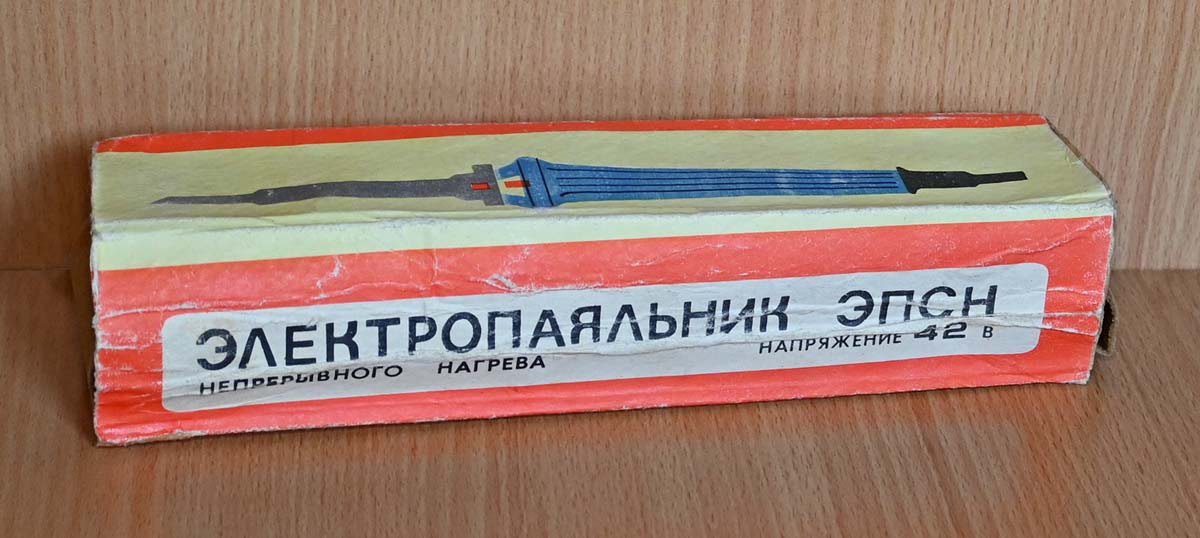 ЭЛЕКТРОПАЯЛЬНИК ЭПСН
НЕПРЕРЫВНОГО НАГРЕВА НАПРЯЖЕНИЕ 42 В